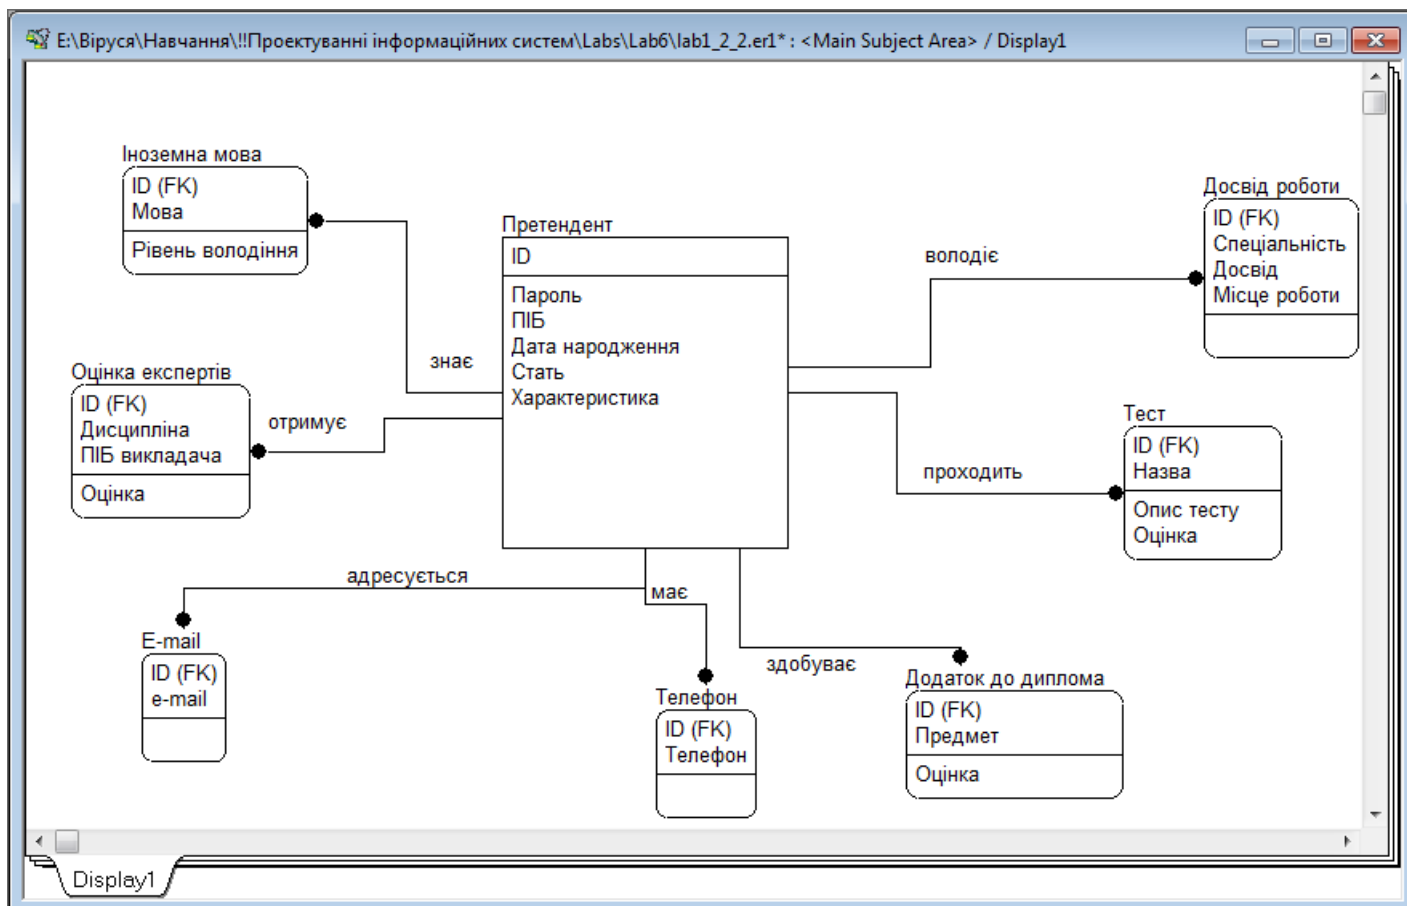 E:\Віруся\Навчання\!!Проектуванні інформаційних систем\Labs\Lab6\lab1_2_2.er1* : <Main Subject Area> / Display1
Іноземна мова
ID (FK)
Мова
Рівень володіння
Претендент
ID
Пароль
ПІБ
Дата народження
Стать
Характеристика
Досвід роботи
ID (FK)
Спеціальність
Досвід
Місце роботи
володіє
знає
Оцінка експертів
ID (FK)
Дисципліна
ПІБ викладача
Оцінка
отримує
Тест
ID (FK)
Назва
Опис тесту
Оцінка
проходить
адресується
має
здобуває
E-mail
ID (FK)
e-mail
Телефон
ID (FK)
Телефон
Додаток до диплома
ID (FK)
Предмет
Оцінка
Display1